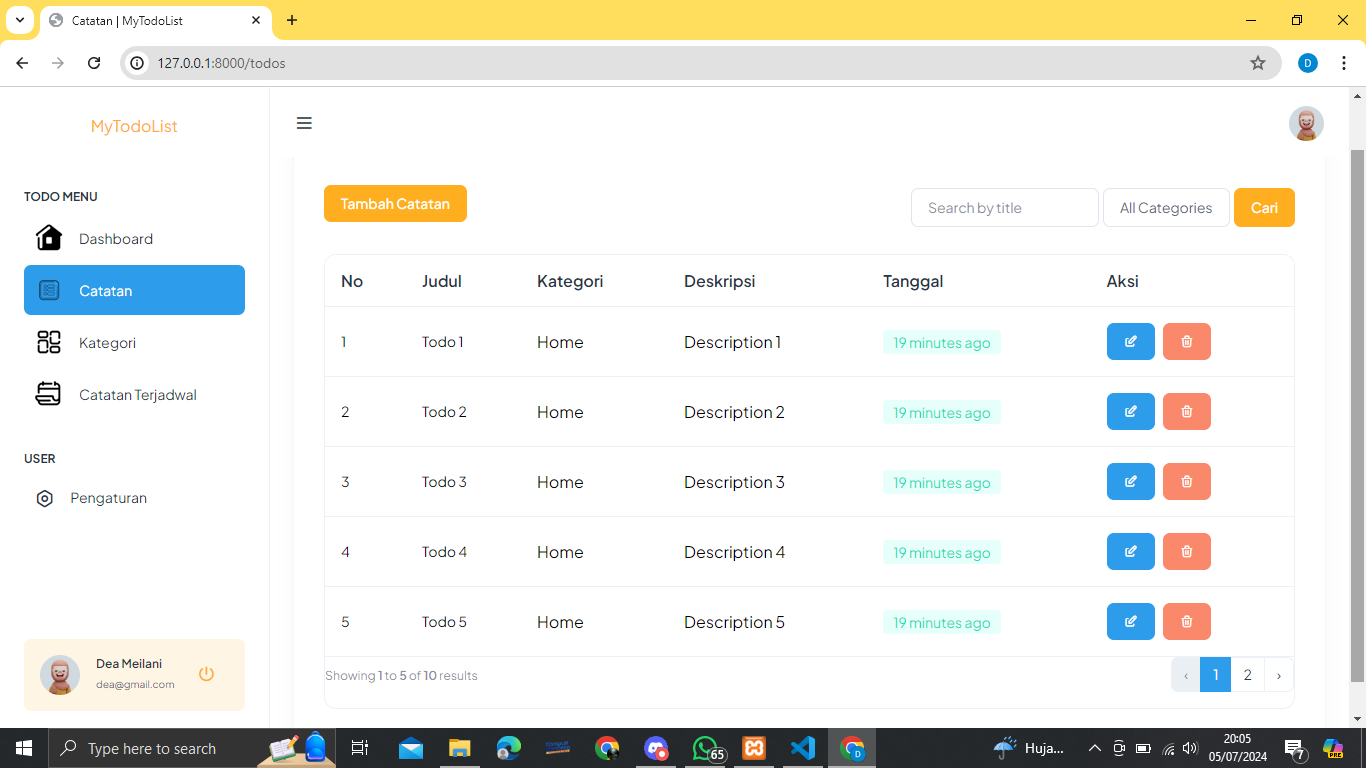 Catatan | MyTodoList
127.0.0.1:8000/todos
D
MyTodoList
TODO MENU
Dashboard
Catatan
Kategori
Catatan Terjadwal
USER
Pengaturan
Dea Meilani
dea@gmail.com
Tambah Catatan
Search by title
All Categories
Cari
No Judul Kategori Deskripsi Tanggal Aksi
1 Todo 1 Home Description 1 19 minutes ago
2 Todo 2 Home Description 2 19 minutes ago
3 Todo 3 Home Description 3 19 minutes ago
4 Todo 4 Home Description 4 19 minutes ago
5 Todo 5 Home Description 5 19 minutes ago
Showing 1 to 5 of 10 results
‹ 1 2 ›
Type here to search
65
D
Huja...
20:05
05/07/2024
7
PRE